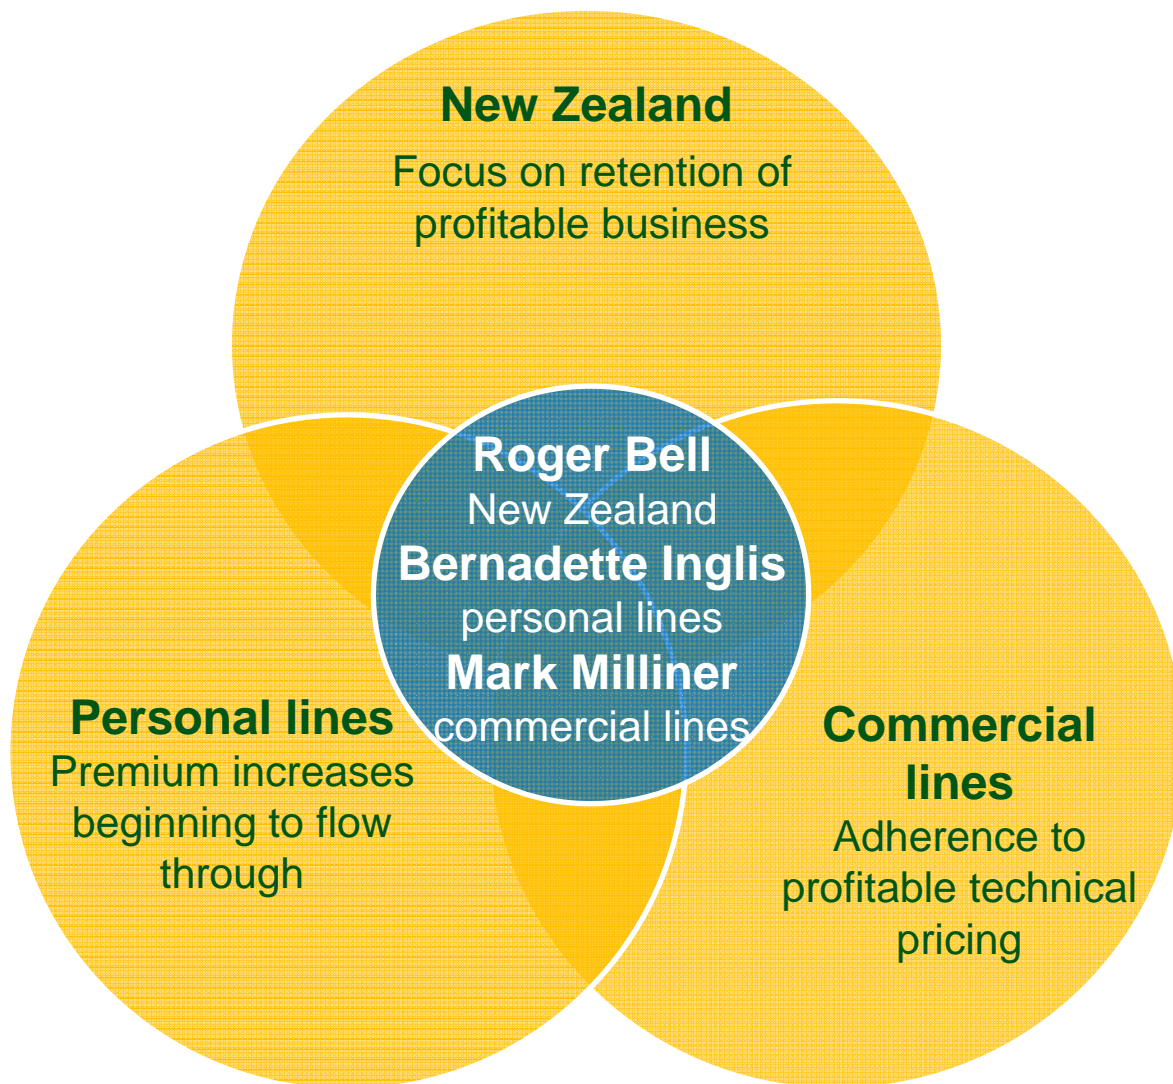 New Zealand
Focus on retention of
profitable business
Roger Bell
New Zealand
Bernadette Inglis
personal lines
Mark Milliner
commercial lines
Personal lines
Premium increases
beginning to flow
through
Commercial
lines
Adherence to
profitable technical
pricing